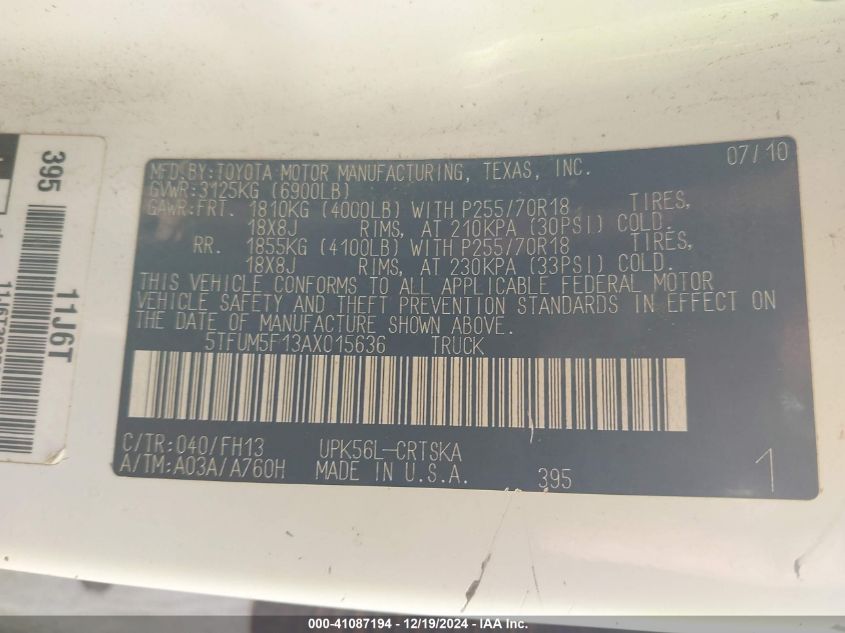 MFD.BY:TOYOTA MOTOR MANUFACTURING, TEXAS, INC. 07/10
GVWR:3125KG (6900LB)
GAWR:FRT. 1810KG (4000LB) WITH P255/70R18 TIRES,
18X8J RIMS, AT 210KPA (30PSI) COLD.
RR. 1855KG (4100LB) WITH P255/70R18 TIRES,
18X8J RIMS, AT 230KPA (33PSI) COLD.
THIS VEHICLE CONFORMS TO ALL APPLICABLE FEDERAL MOTOR
VEHICLE SAFETY AND THEFT PREVENTION STANDARDS IN EFFECT ON
THE DATE OF MANUFACTURE SHOWN ABOVE.
5TFUM5F13AX015636 TRUCK
C/TR:040/FH13 UPK56L-CRTSKA
A/TM:A03A/A760H MADE IN U.S.A. 395 1
395
11J6T
000-41087194 - 12/19/2024 - IAA Inc.